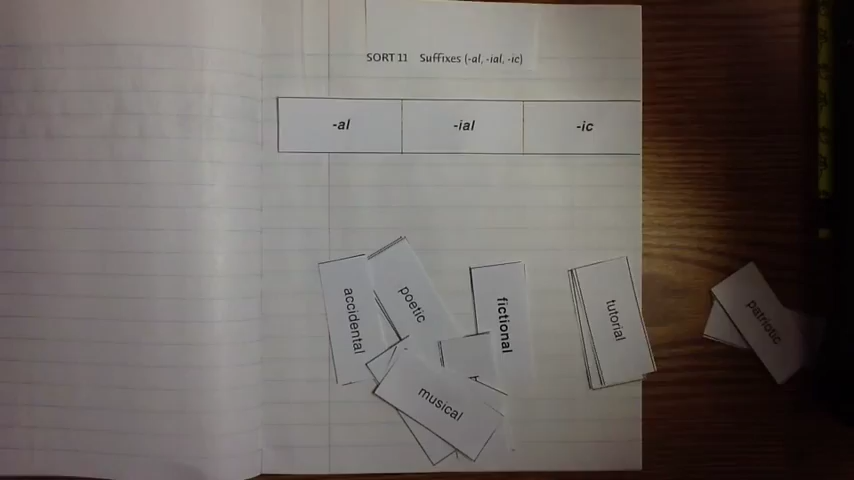 SORT 11 Suffixes (-al, -ial, -ic)
-al -ial -ic
accidental
poetic
fictional
tutorial
patriotic
musical